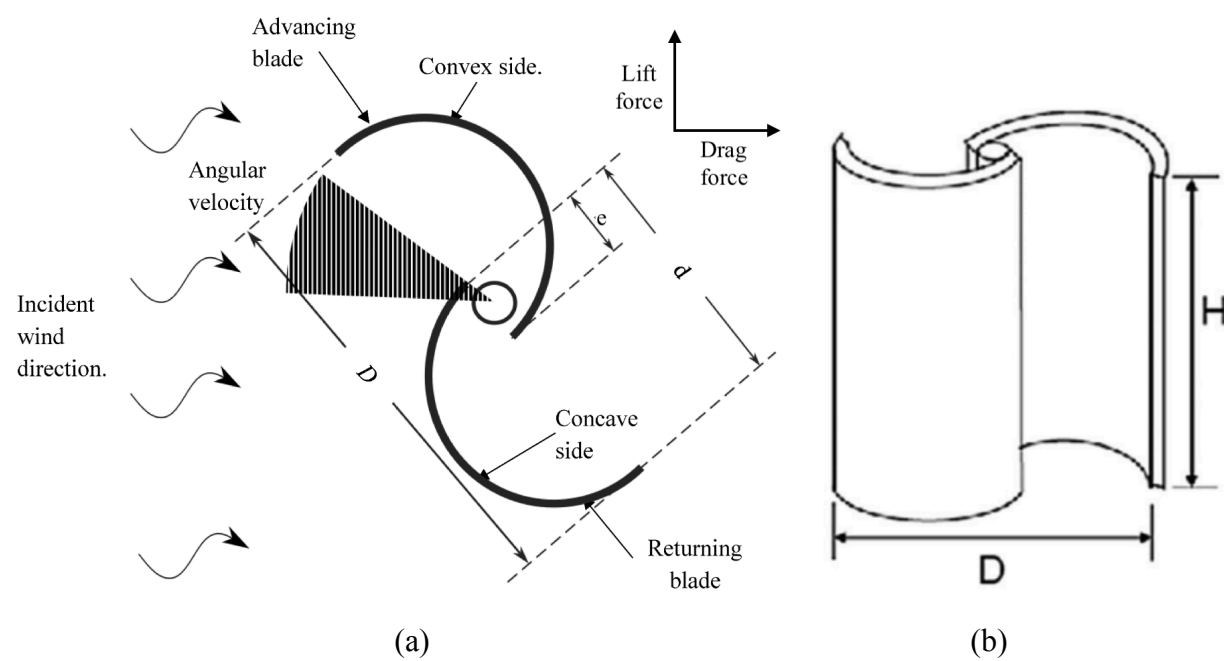 Advancing
blade
Convex side.
Lift
force
Drag
force
Angular
velocity
e
d
H
Incident
wind
direction.
D
Concave
side
Returning
blade
D
(a)
(b)